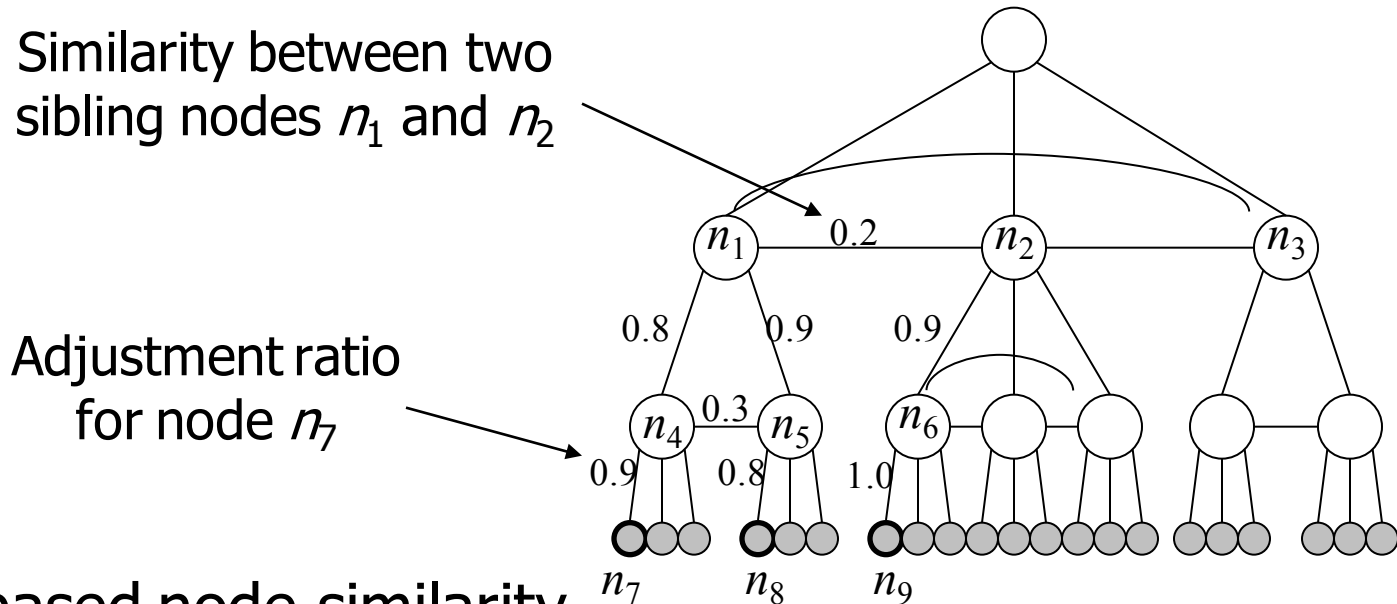 Similarity between two
sibling nodes n₁ and n₂
n₁ 0.2 n₂ n₃
0.8 0.9 0.9
Adjustment ratio
for node n₇
n₄ 0.3 n₅ n₆
0.9 0.8 1.0
n₇ n₈ n₉
based node similarity